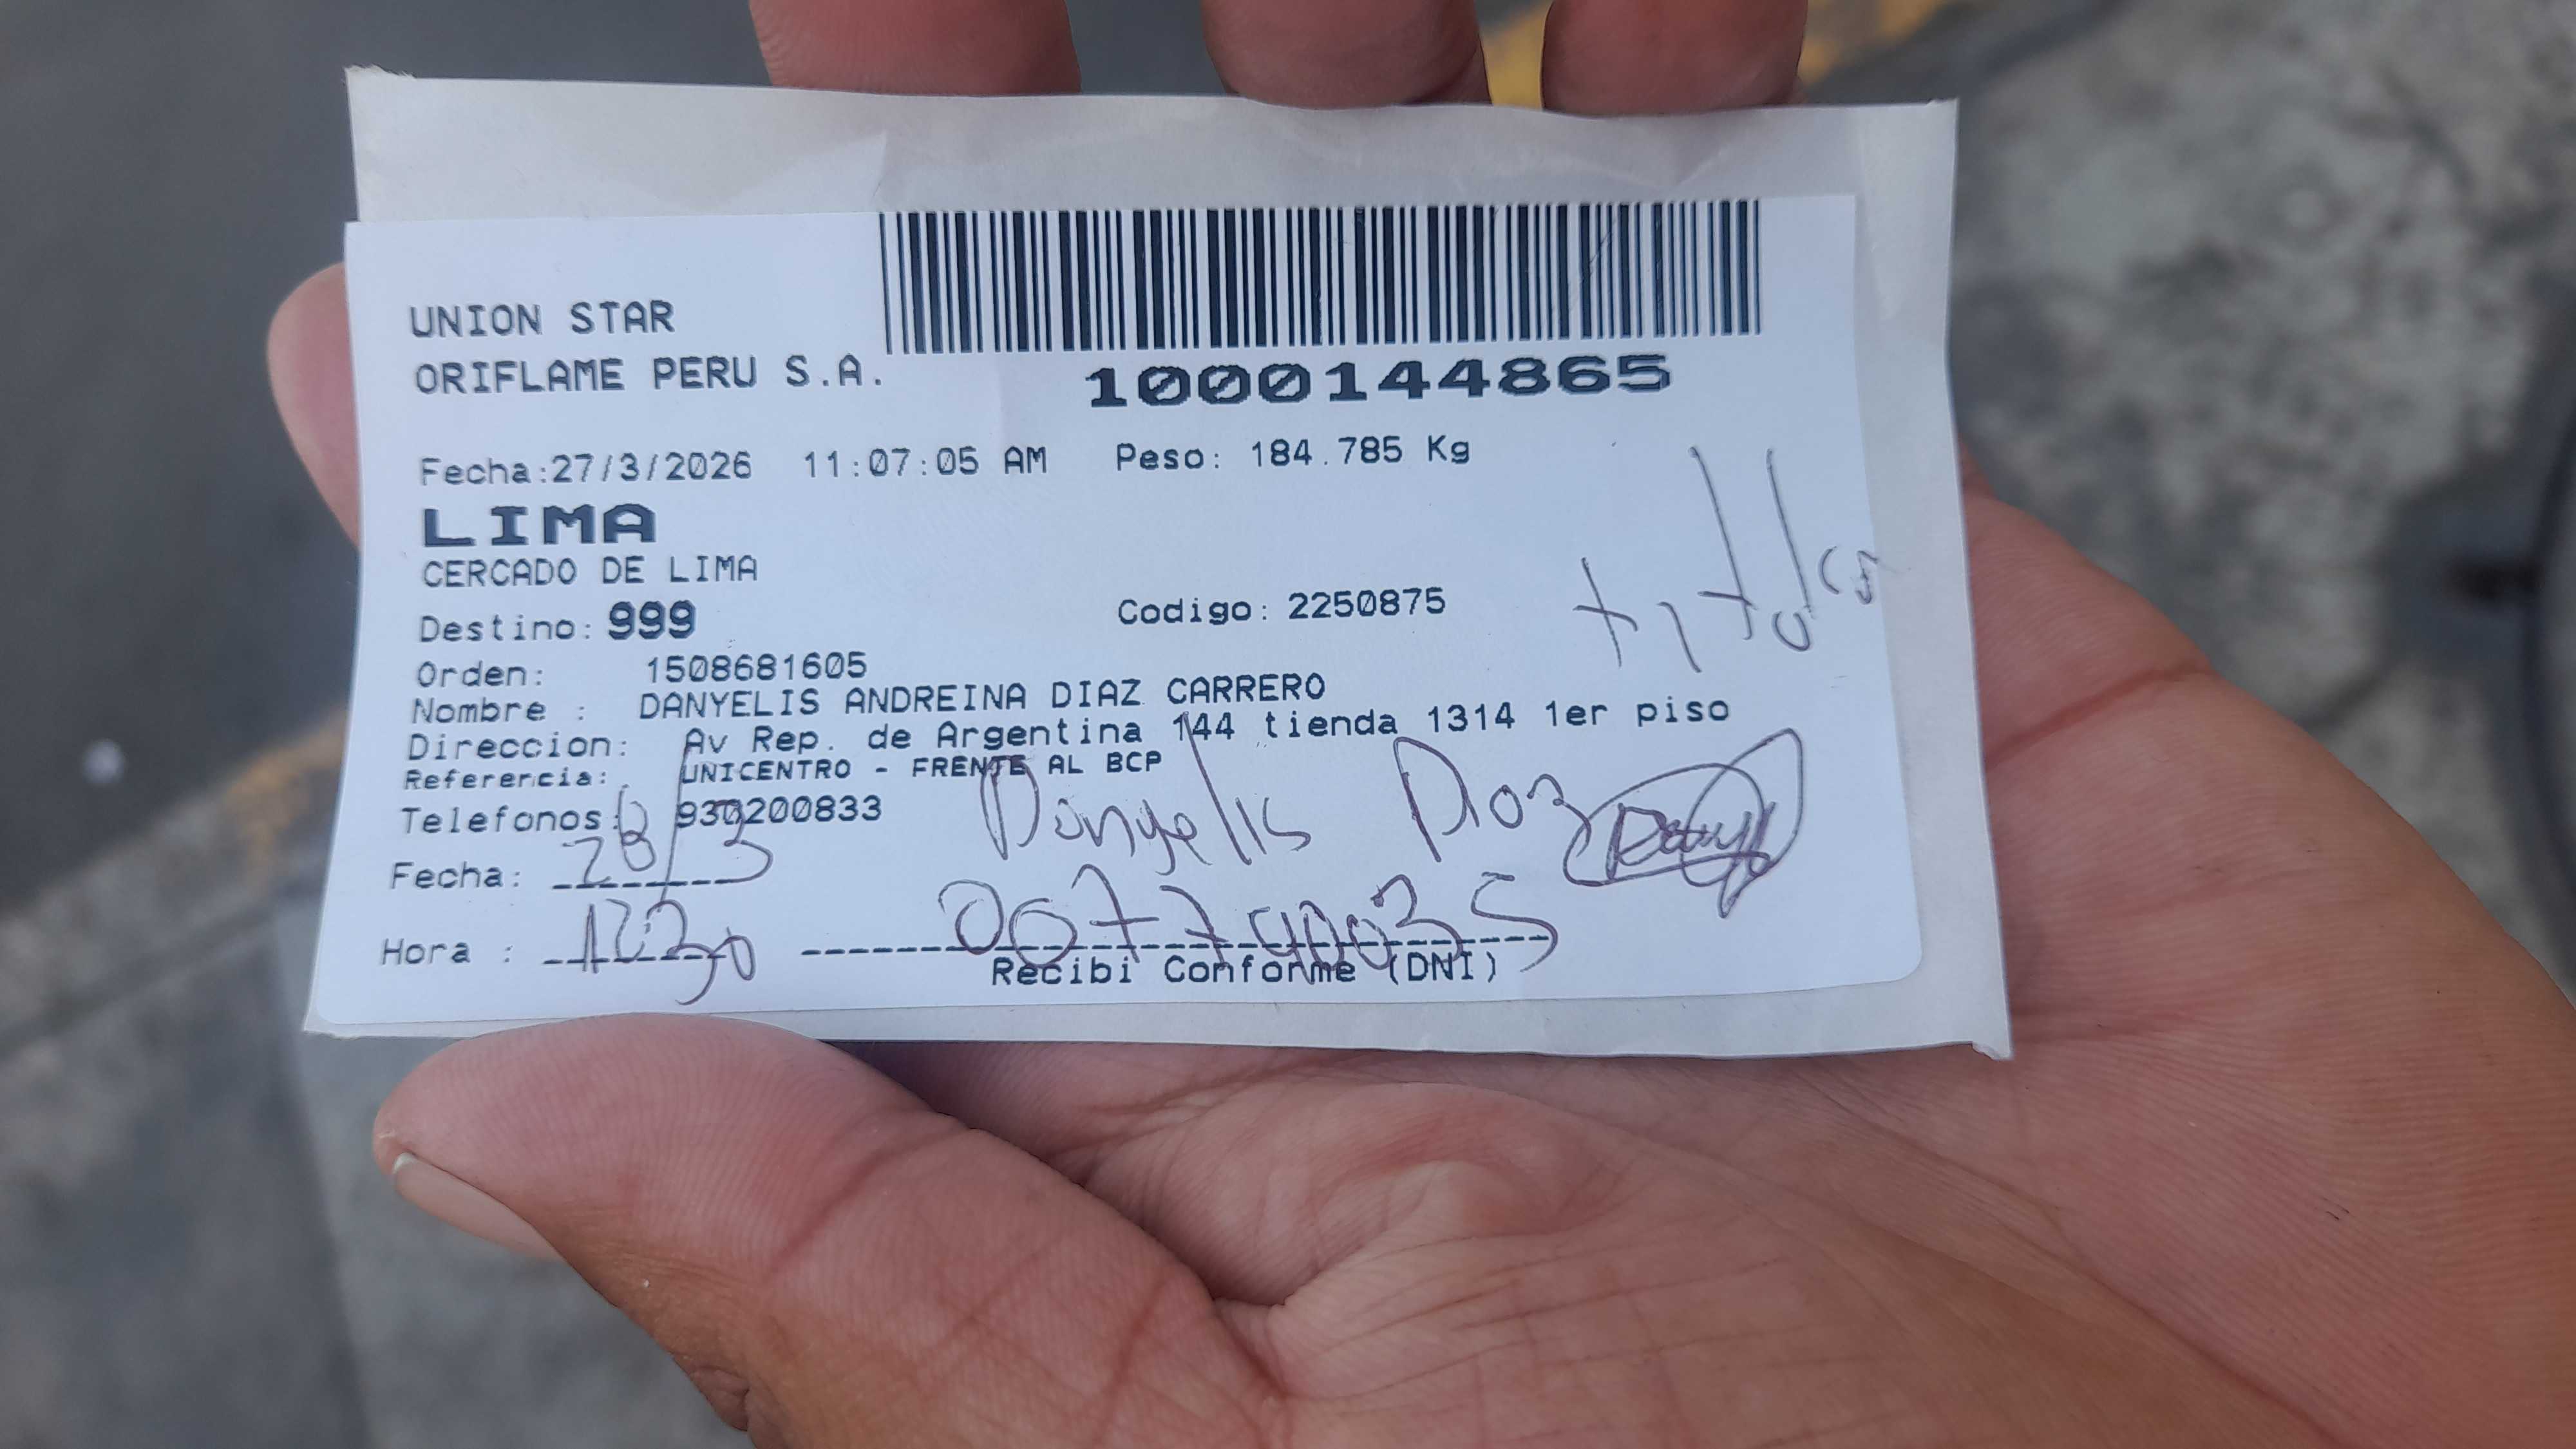 UNION STAR
ORIFLAME PERU S.A.
1000144865
Fecha:27/3/2026 11:07:05 AM Peso: 184.785 Kg
LIMA
CERCADO DE LIMA
Destino: 999 Codigo: 2250875
Orden: 1508681605
Nombre : DANYELIS ANDREINA DIAZ CARRERO
Direccion: Av Rep. de Argentina 144 tienda 1314 1er piso
Referencia: UNICENTRO - FRENTE AL BCP
Telefonos: 930200833
Danyelis Diaz
Fecha: 28/3
Hora : 12:30
Recibi Conforme (DNI)